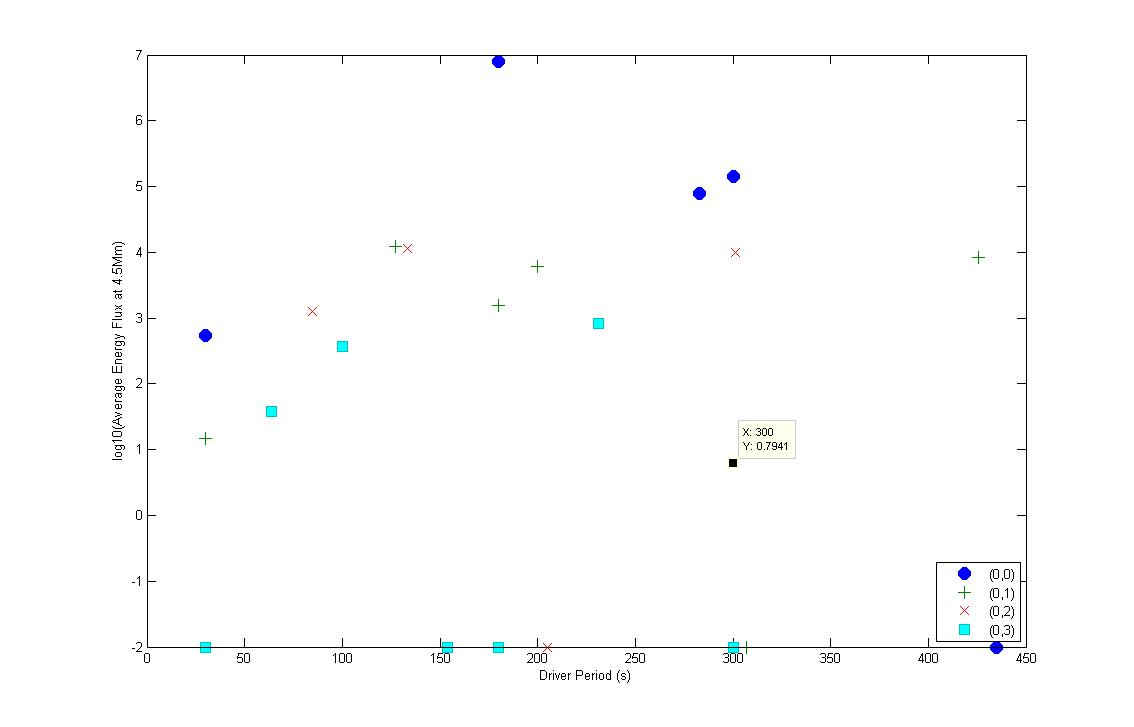 7
6
5
4
3
2
1
0
-1
-2
log10(Average Energy Flux at 4.5Mm)
X: 300
Y: 0.7941
(0,0)
(0,1)
(0,2)
(0,3)
0 50 100 150 200 250 300 350 400 450
Driver Period (s)